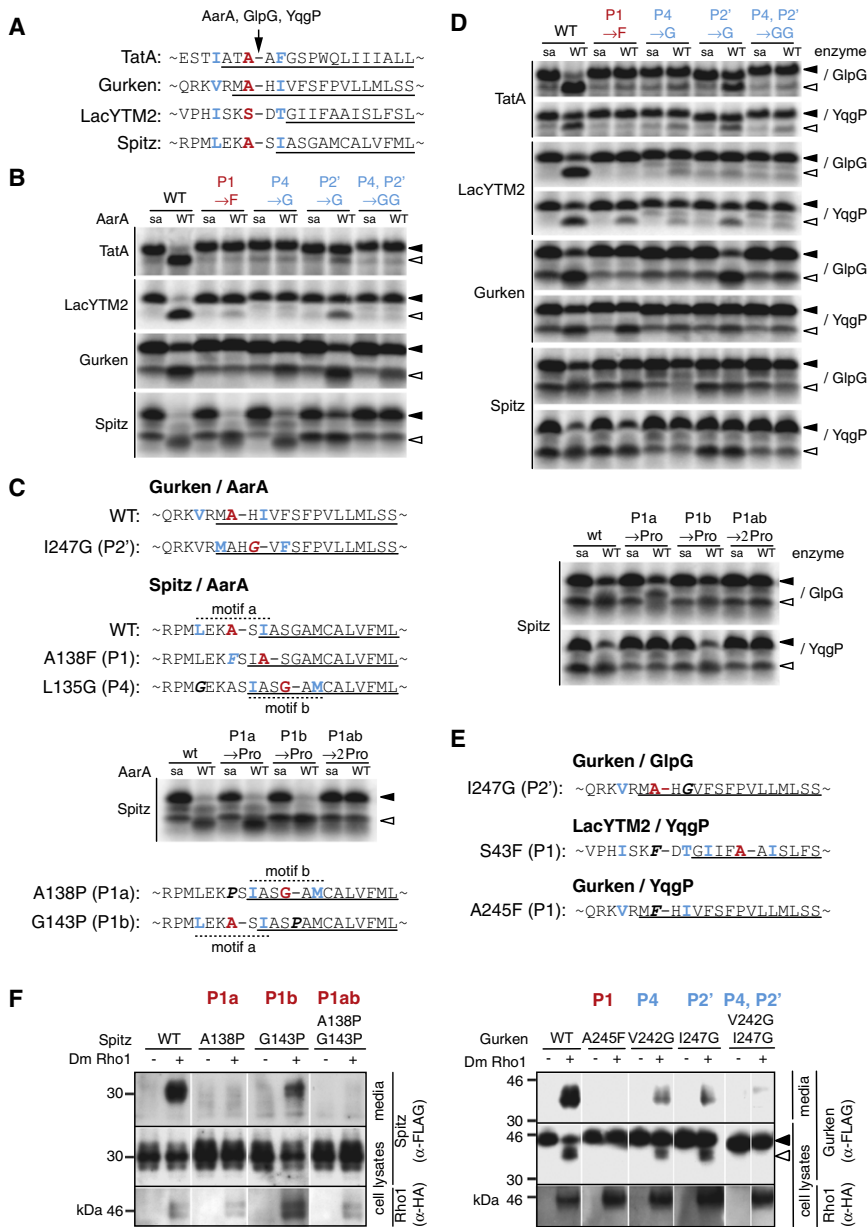 A
AarA, GlpG, YqgP
TatA: ~ESTIATA–AFGSPWQLIIIALL~
Gurken: ~QRKVRMA–HIVFSFPVLLMLSS~
LacYTM2: ~VPHISKS–DTGIIFAAISLFSL~
Spitz: ~RPMLEKA–SIASGAMCALVFML~
B
WT P1→F P4→G P2'→G P4, P2'→GG
AarA sa WT sa WT sa WT sa WT sa WT
TatA
LacYTM2
Gurken
Spitz
C
Gurken / AarA
WT: ~QRKVRMA–HIVFSFPVLLMLSS~
I247G (P2'): ~QRKVRMAHG–VFSFPVLLMLSS~
Spitz / AarA
motif a
WT: ~RPMLEKA–SIASGAMCALVFML~
A138F (P1): ~RPMLEKFSIA–SGAMCALVFML~
L135G (P4): ~RPMGEKASIASG–AMCALVFML~
motif b
wt P1a→Pro P1b→Pro P1ab→2Pro
AarA sa WT sa WT sa WT sa WT
Spitz
motif b
A138P (P1a): ~RPMLEKPSIASG–AMCALVFML~
G143P (P1b): ~RPMLEKA–SIASPAMCALVFML~
motif a
D
WT P1→F P4→G P2'→G P4, P2'→GG
sa WT sa WT sa WT sa WT sa WT enzyme
TatA
/ GlpG
/ YqgP
LacYTM2
/ GlpG
/ YqgP
Gurken
/ GlpG
/ YqgP
Spitz
/ GlpG
/ YqgP
wt P1a→Pro P1b→Pro P1ab→2Pro
sa WT sa WT sa WT sa WT enzyme
Spitz
/ GlpG
/ YqgP
E
Gurken / GlpG
I247G (P2'): ~QRKVRMA–HGVFSFPVLLMLSS~
LacYTM2 / YqgP
S43F (P1): ~VPHISKF–DTGIIFA–AISLFS~
Gurken / YqgP
A245F (P1): ~QRKVRMF–HIVFSFPVLLMLSS~
F
P1a P1b P1ab
Spitz WT A138P G143P A138P G143P
Dm Rho1 - + - + - + - +
30
media
30
cell lysates
Spitz (α-FLAG)
kDa 46
Rho1 (α-HA)
P1 P4 P2' P4, P2'
Gurken WT A245F V242G I247G V242G I247G
Dm Rho1 - + - + - + - + - +
46
30
media
46
30
cell lysates
Gurken (α-FLAG)
kDa 46
Rho1 (α-HA)